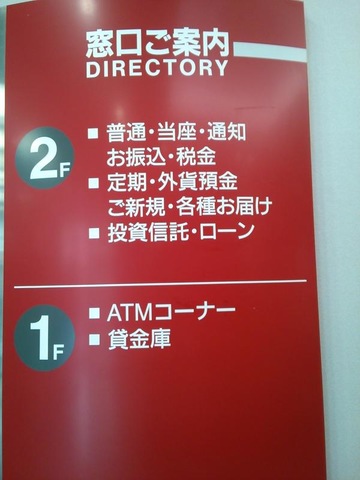 窓口ご案内
DIRECTORY
2F
■ 普通・当座・通知
お振込・税金
■ 定期・外貨預金
ご新規・各種お届け
■ 投資信託・ローン
1F
■ ATMコーナー
■ 貸金庫